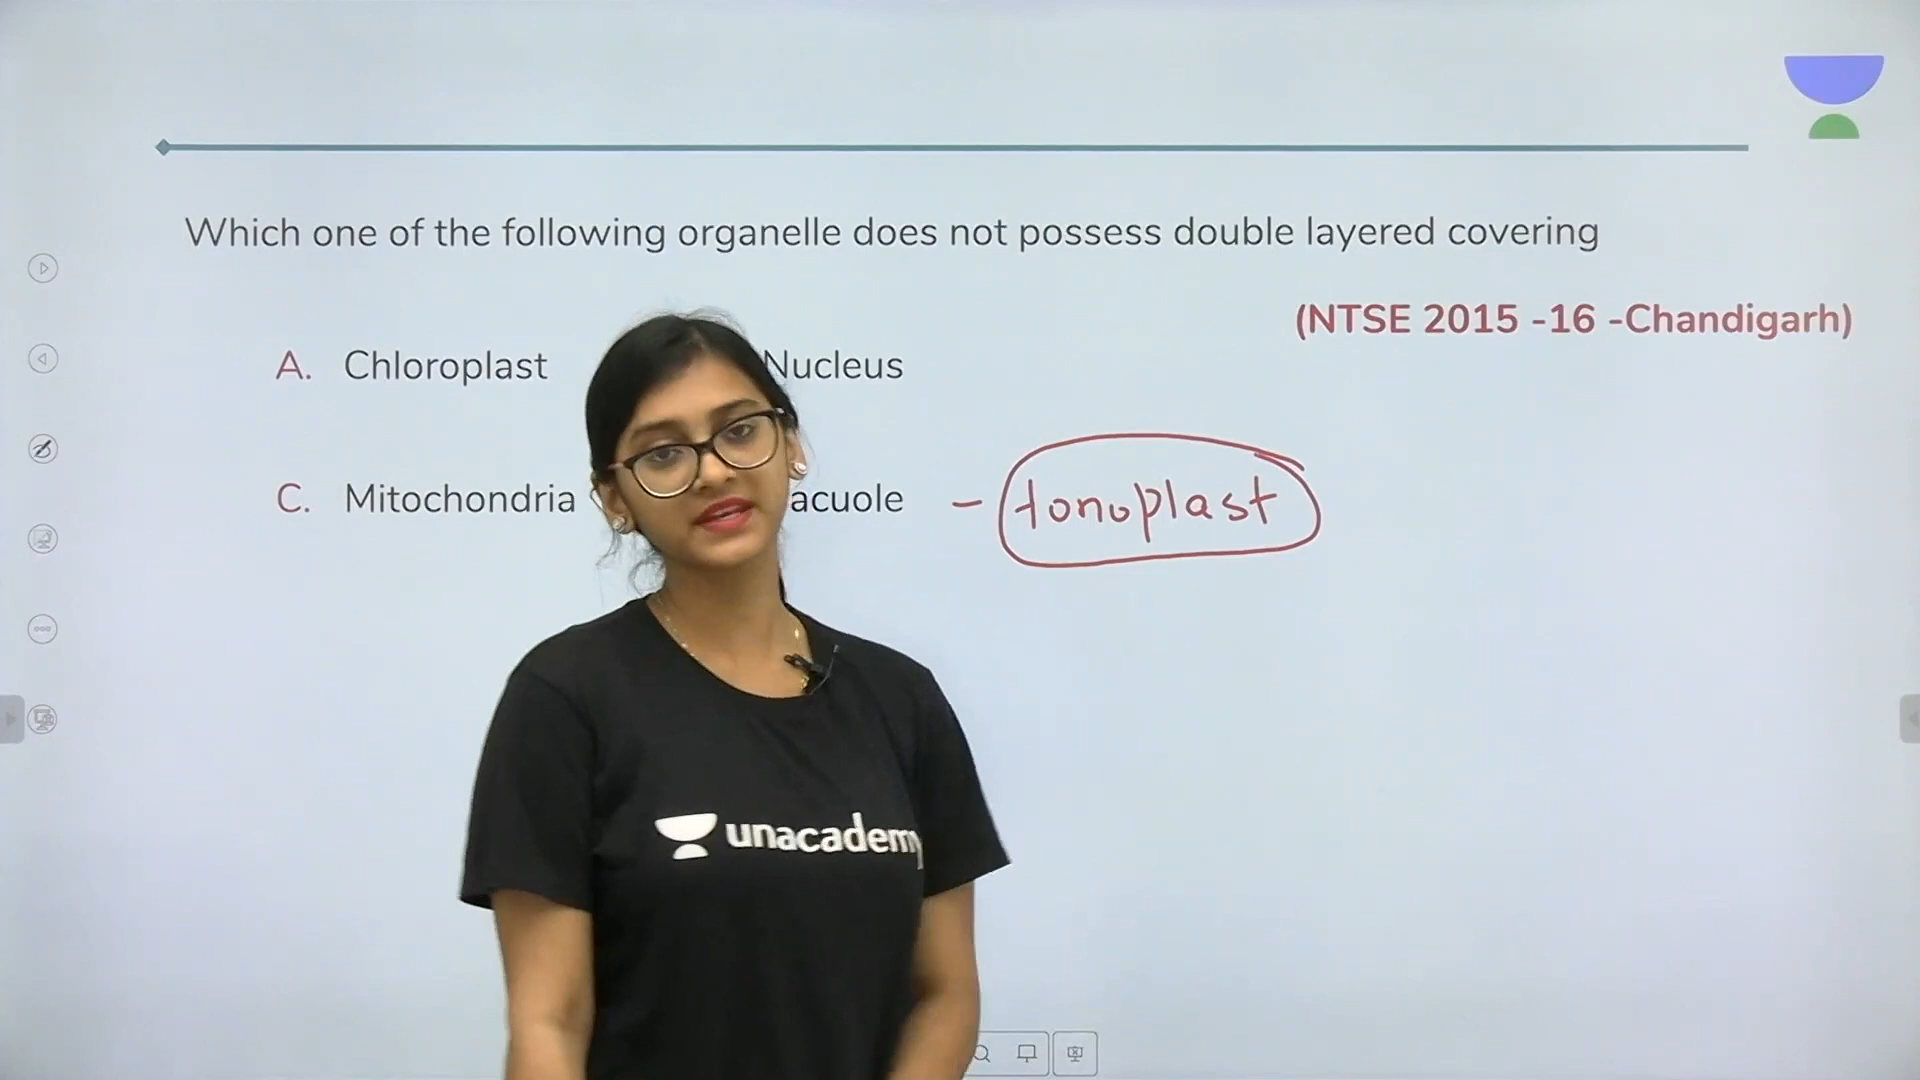 Which one of the following organelle does not possess double layered covering
(NTSE 2015 -16 -Chandigarh)
A. Chloroplast Nucleus
C. Mitochondria acuole - tonoplast
unacademy